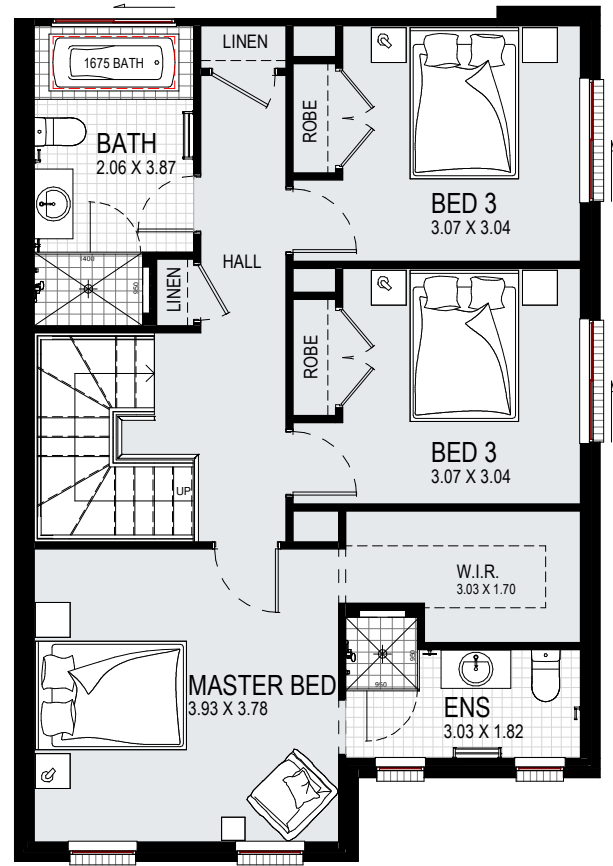 LINEN
1675 BATH
ROBE
BATH
2.06 X 3.87
BED 3
3.07 X 3.04
HALL
1400
950
LINEN
ROBE
BED 3
3.07 X 3.04
UP
W.I.R.
3.03 X 1.70
950
950
MASTER BED
3.93 X 3.78
ENS
3.03 X 1.82